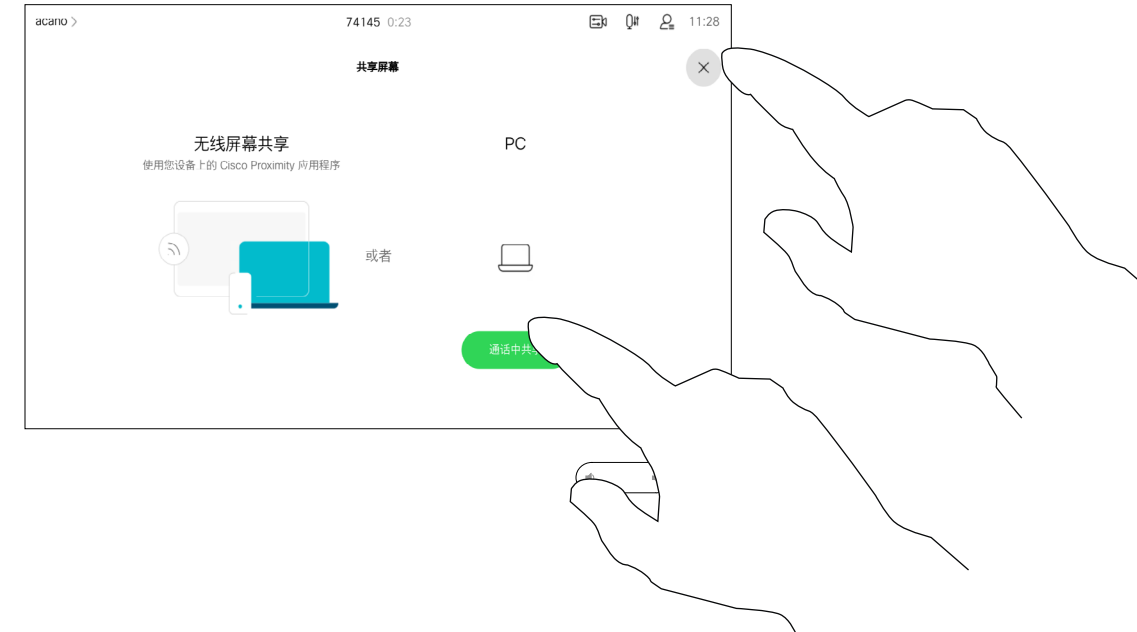 acano >
74145 0:23
11:28
共享屏幕
无线屏幕共享
使用您设备上的 Cisco Proximity 应用程序
PC
或者
通话中共享